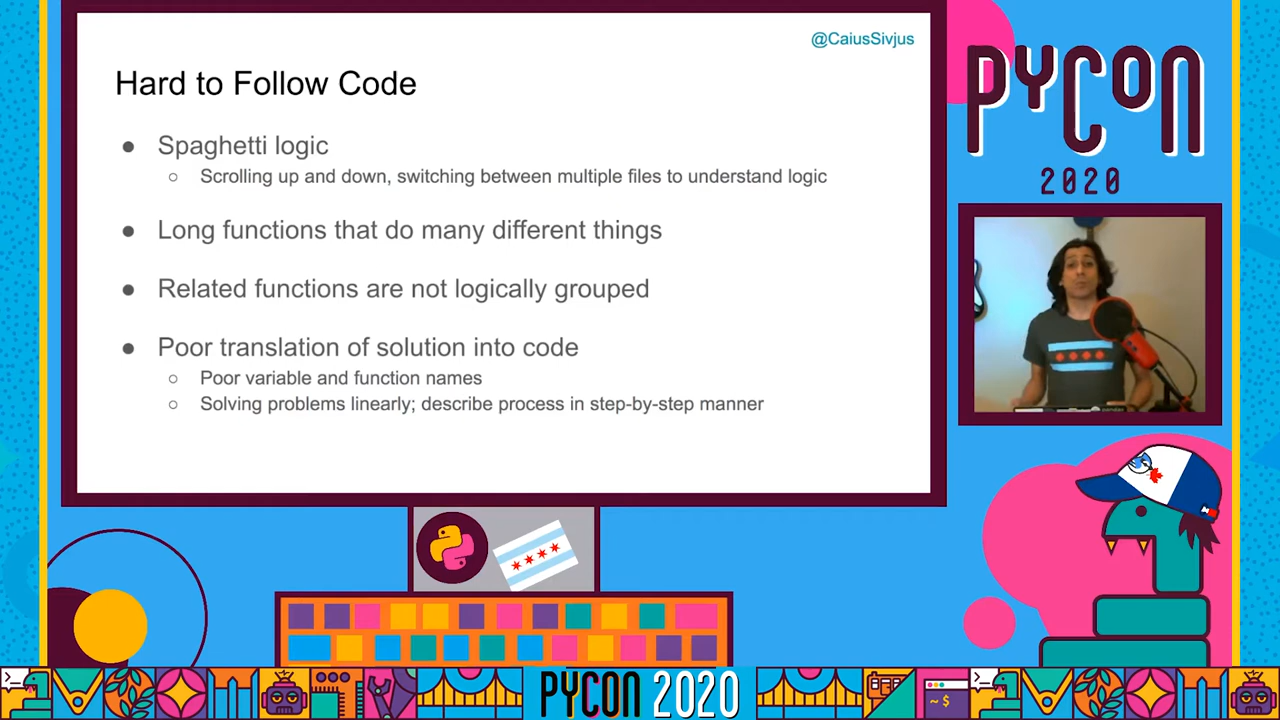 @CaiusSivjus
Hard to Follow Code
● Spaghetti logic
○ Scrolling up and down, switching between multiple files to understand logic
● Long functions that do many different things
● Related functions are not logically grouped
● Poor translation of solution into code
○ Poor variable and function names
○ Solving problems linearly; describe process in step-by-step manner
PYCON
2020
PYCON 2020
>_
>_
~ $